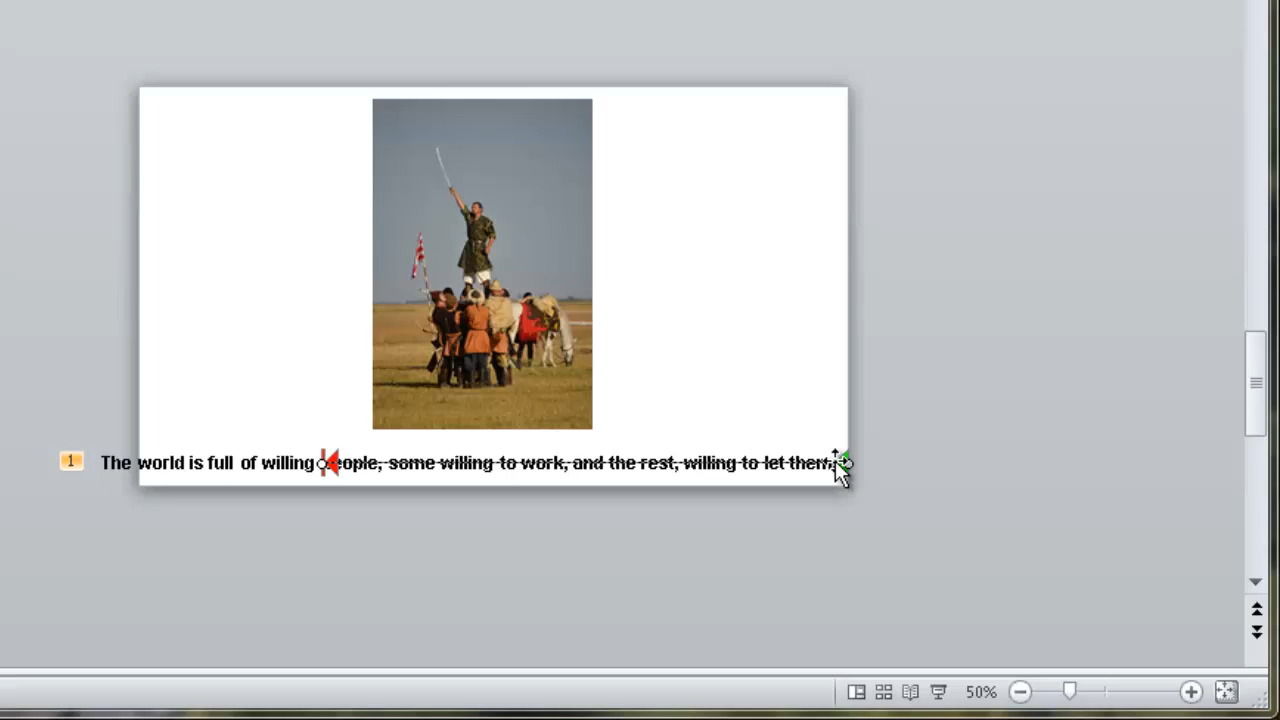 1 The world is full of willing people, some willing to work, and the rest, willing to let them.
50%